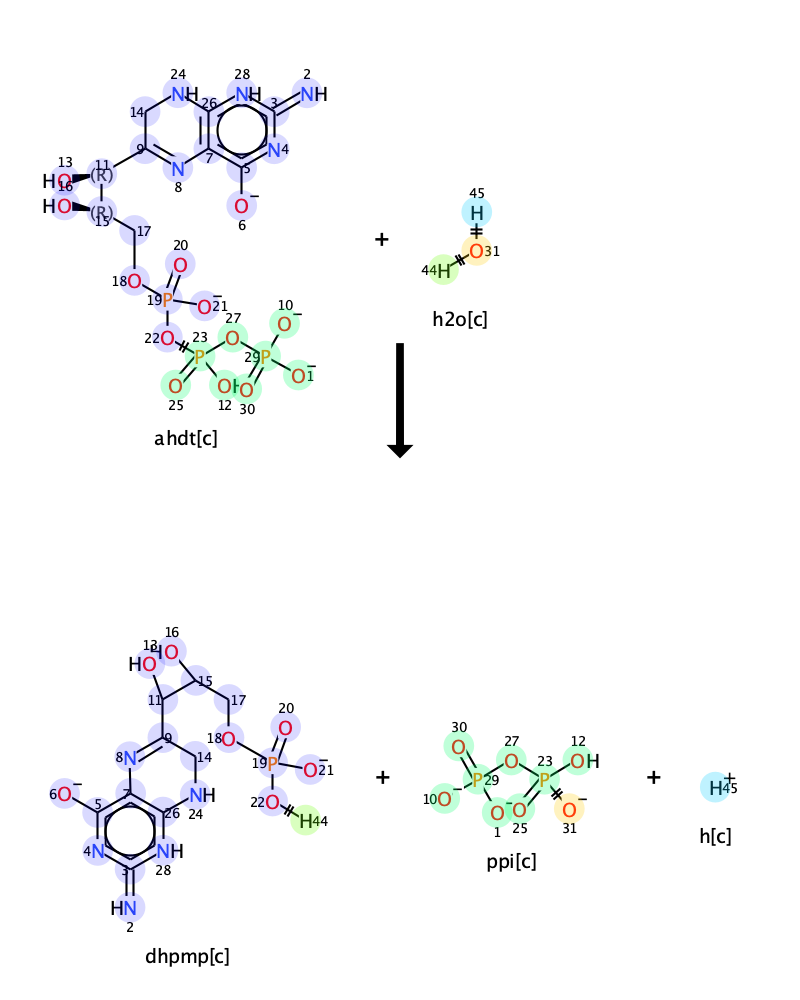 24 28 2
NH NH NH
14 26 3
9 7 5 N 4
13 11 N
HO (R) 8
16
HO (R) O⁻
15 6
17
20
O
18 O 19 P O⁻ 21
22 O 23 27 10
P O O⁻
29 P
O OH O O⁻ 1
25 12 30
ahdt[c]
+
45
H
O 31
44 H
h2o[c]
16
13 HO
HO 15
11 17
9 18 O 20
8 N 14 O
19 P O⁻ 21
6 O⁻ 7 NH
5 26 24 22 O H 44
4 N NH
3 28
HN
2
dhpmp[c]
+
30 27 12
O O 23 OH
P 29 P
10 O⁻ O⁻ O O⁻
1 25 31
ppi[c]
+
H⁺ 45
h[c]